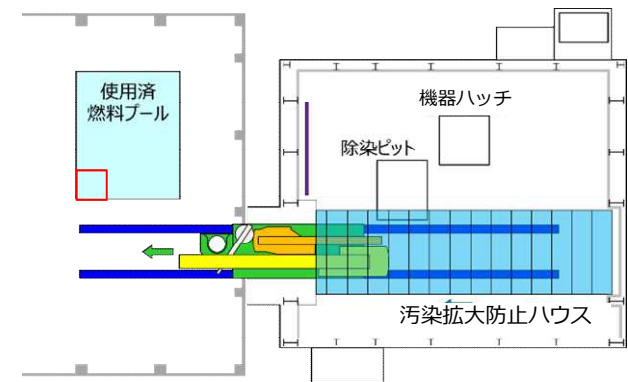 使用済
燃料プール
機器ハッチ
除染ピット
汚染拡大防止ハウス